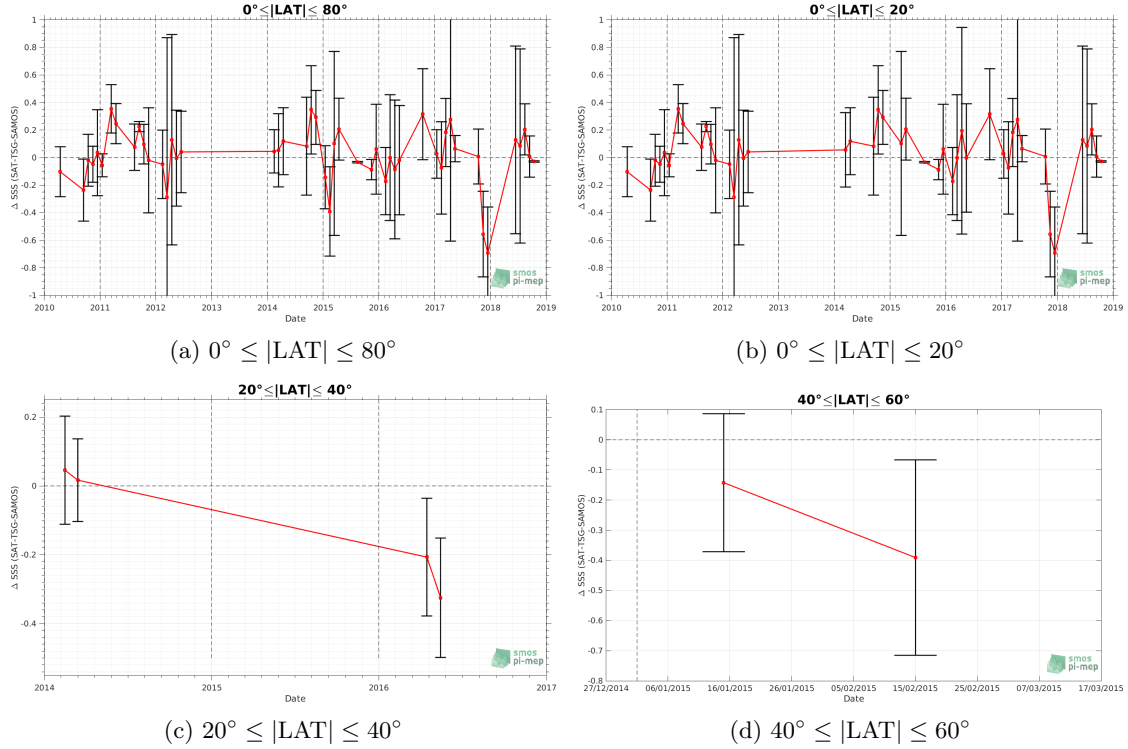 0°≤|LAT|≤ 80°
Δ SSS (SAT-TSG-SAMOS)
1
0.8
0.6
0.4
0.2
0
-0.2
-0.4
-0.6
-0.8
-1
2010 2011 2012 2013 2014 2015 2016 2017 2018 2019
Date
smos
pi-mep
(a) 0° ≤ |LAT| ≤ 80°
0°≤|LAT|≤ 20°
Δ SSS (SAT-TSG-SAMOS)
1
0.8
0.6
0.4
0.2
0
-0.2
-0.4
-0.6
-0.8
-1
2010 2011 2012 2013 2014 2015 2016 2017 2018 2019
Date
smos
pi-mep
(b) 0° ≤ |LAT| ≤ 20°
20°≤|LAT|≤ 40°
Δ SSS (SAT-TSG-SAMOS)
0.2
0
-0.2
-0.4
2014 2015 2016 2017
Date
smos
pi-mep
(c) 20° ≤ |LAT| ≤ 40°
40°≤|LAT|≤ 60°
Δ SSS (SAT-TSG-SAMOS)
0.1
0
-0.1
-0.2
-0.3
-0.4
-0.5
-0.6
-0.7
-0.8
27/12/2014 06/01/2015 16/01/2015 26/01/2015 05/02/2015 15/02/2015 25/02/2015 07/03/2015 17/03/2015
Date
smos
pi-mep
(d) 40° ≤ |LAT| ≤ 60°